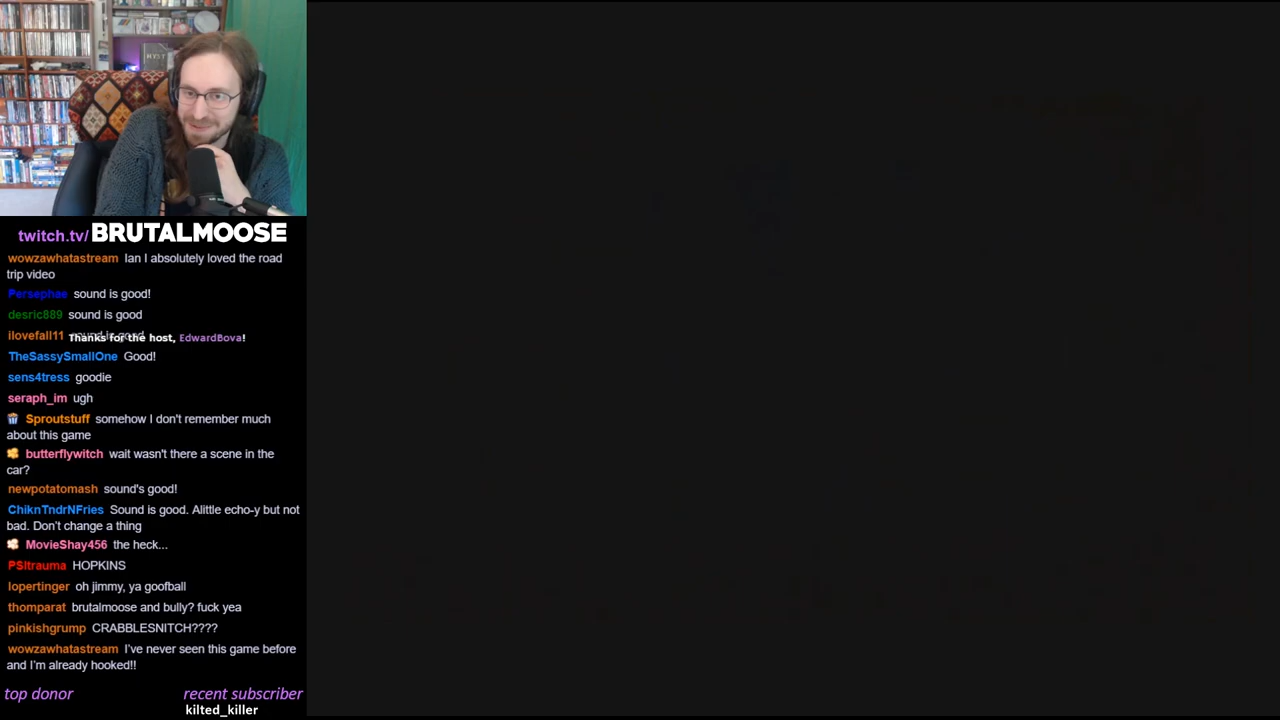 twitch.tv/BRUTALMOOSE
wowzawhatastream Ian I absolutely loved the road
trip video
Persephae sound is good!
desric889 sound is good
ilovefall11 sound is good
Thanks for the host, EdwardBova!
TheSassySmallOne Good!
sens4tress goodie
seraph_im ugh
Sproutstuff somehow I don't remember much
about this game
butterflywitch wait wasn't there a scene in the
car?
newpotatomash sound's good!
ChiknTndrNFries Sound is good. Alittle echo-y but not
bad. Don't change a thing
MovieShay456 the heck...
PSItrauma HOPKINS
lopertinger oh jimmy, ya goofball
thomparat brutalmoose and bully? fuck yea
pinkishgrump CRABBLESNITCH????
wowzawhatastream I've never seen this game before
and I'm already hooked!!
top donor recent subscriber
kilted_killer